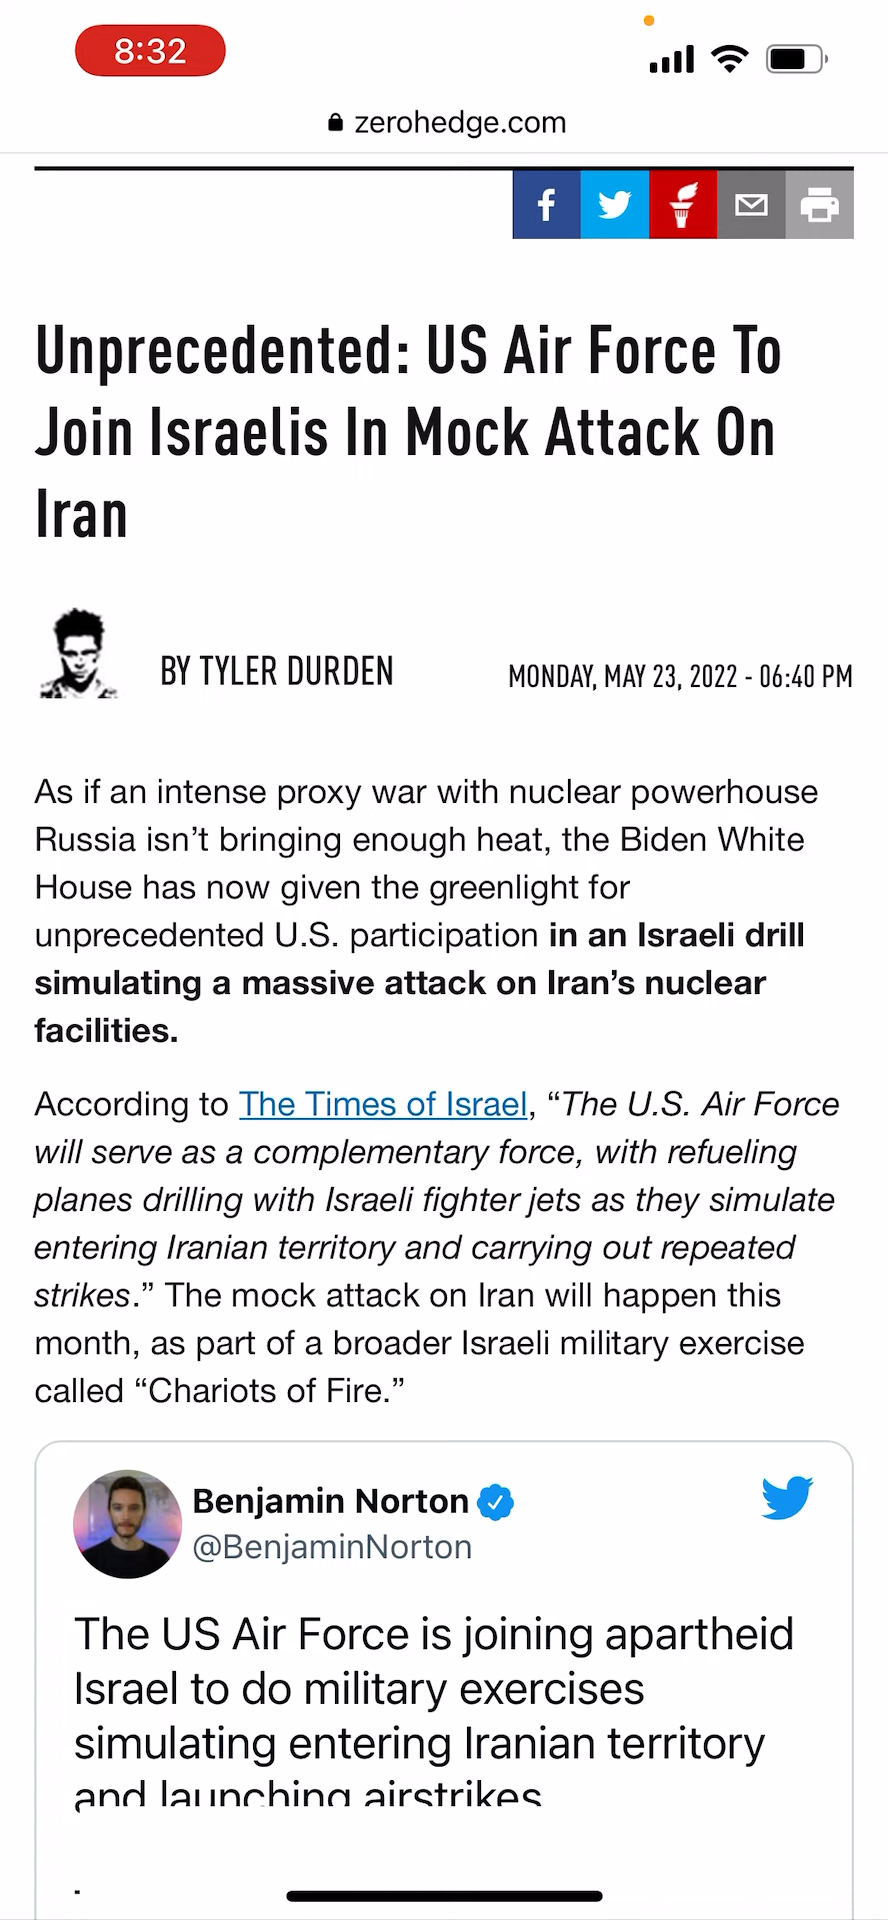 8:32
zerohedge.com
f
Unprecedented: US Air Force To
Join Israelis In Mock Attack On
Iran
BY TYLER DURDEN
MONDAY, MAY 23, 2022 - 06:40 PM
As if an intense proxy war with nuclear powerhouse
Russia isn’t bringing enough heat, the Biden White
House has now given the greenlight for
unprecedented U.S. participation in an Israeli drill
simulating a massive attack on Iran’s nuclear
facilities.
According to The Times of Israel, “The U.S. Air Force
will serve as a complementary force, with refueling
planes drilling with Israeli fighter jets as they simulate
entering Iranian territory and carrying out repeated
strikes.” The mock attack on Iran will happen this
month, as part of a broader Israeli military exercise
called “Chariots of Fire.”
Benjamin Norton
@BenjaminNorton
The US Air Force is joining apartheid
Israel to do military exercises
simulating entering Iranian territory
and launching airstrikes